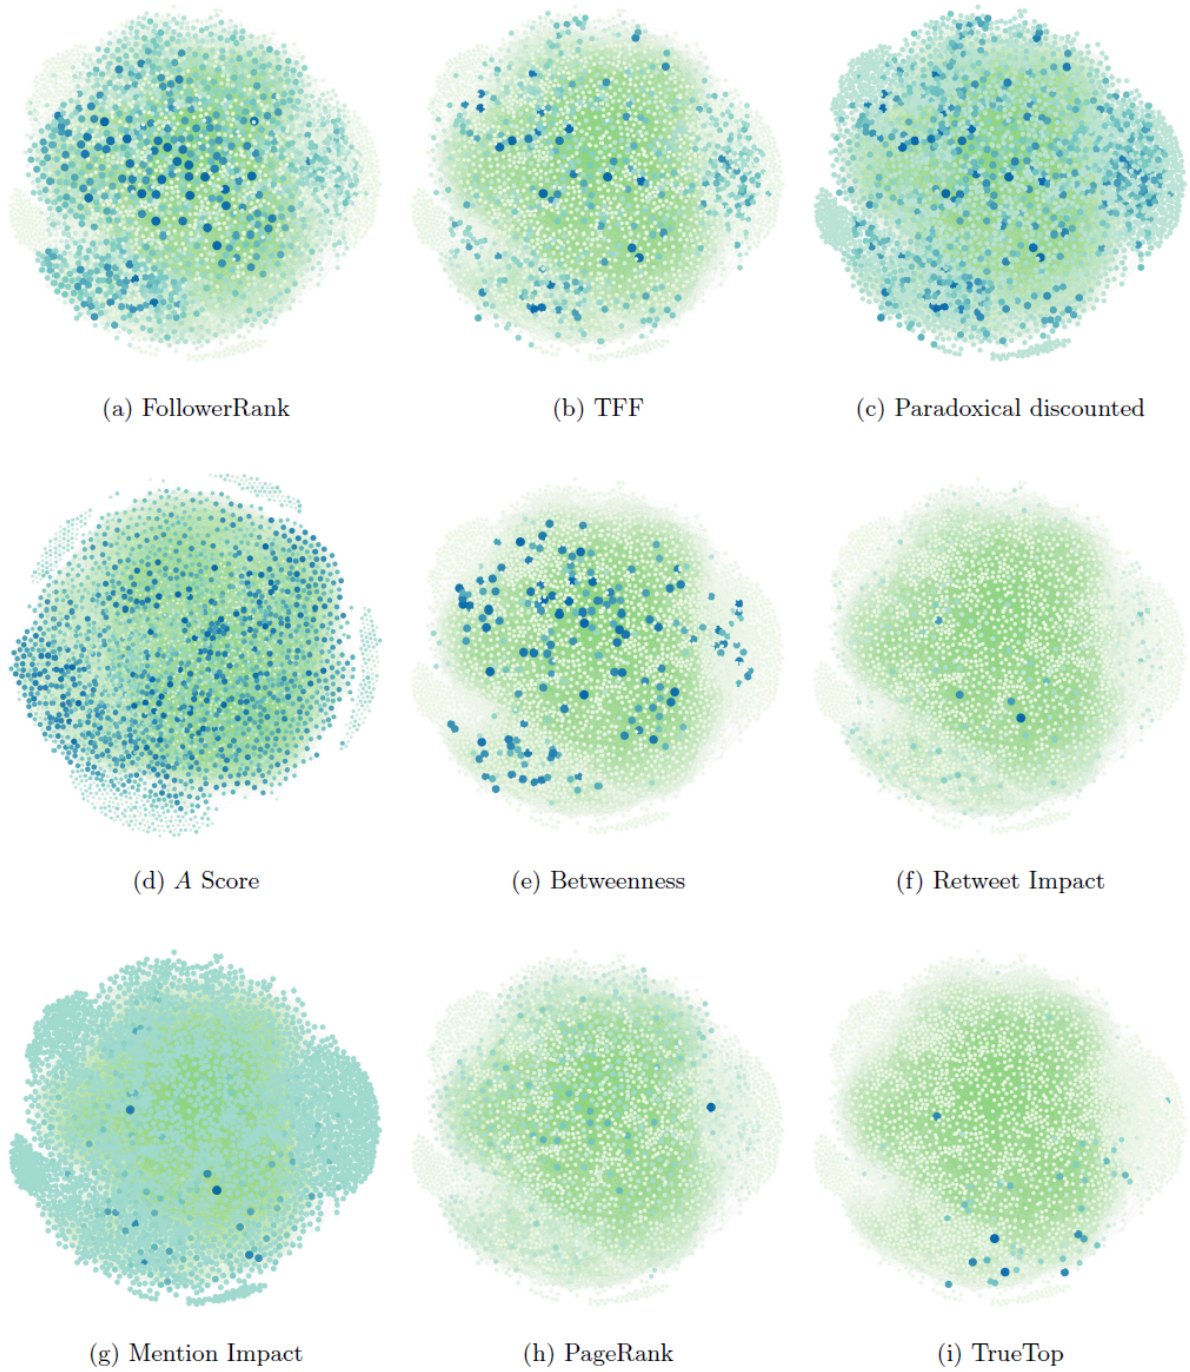 (a) FollowerRank
(b) TFF
(c) Paradoxical discounted
(d) A Score
(e) Betweenness
(f) Retweet Impact
(g) Mention Impact
(h) PageRank
(i) TrueTop